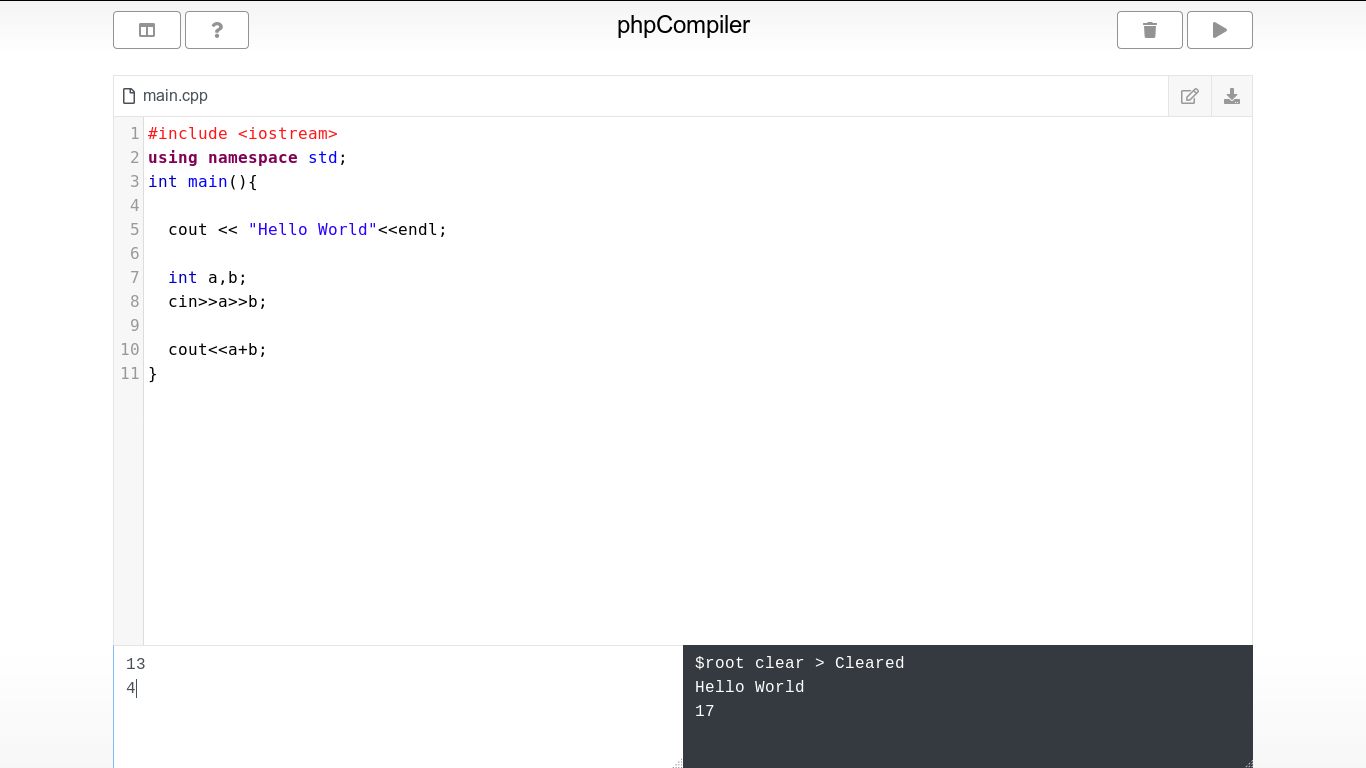 ?
phpCompiler
main.cpp
1 #include <iostream>
2 using namespace std;
3 int main(){
4
5   cout << "Hello World"<<endl;
6
7   int a,b;
8   cin>>a>>b;
9
10   cout<<a+b;
11 }
13
4
$root clear > Cleared
Hello World
17